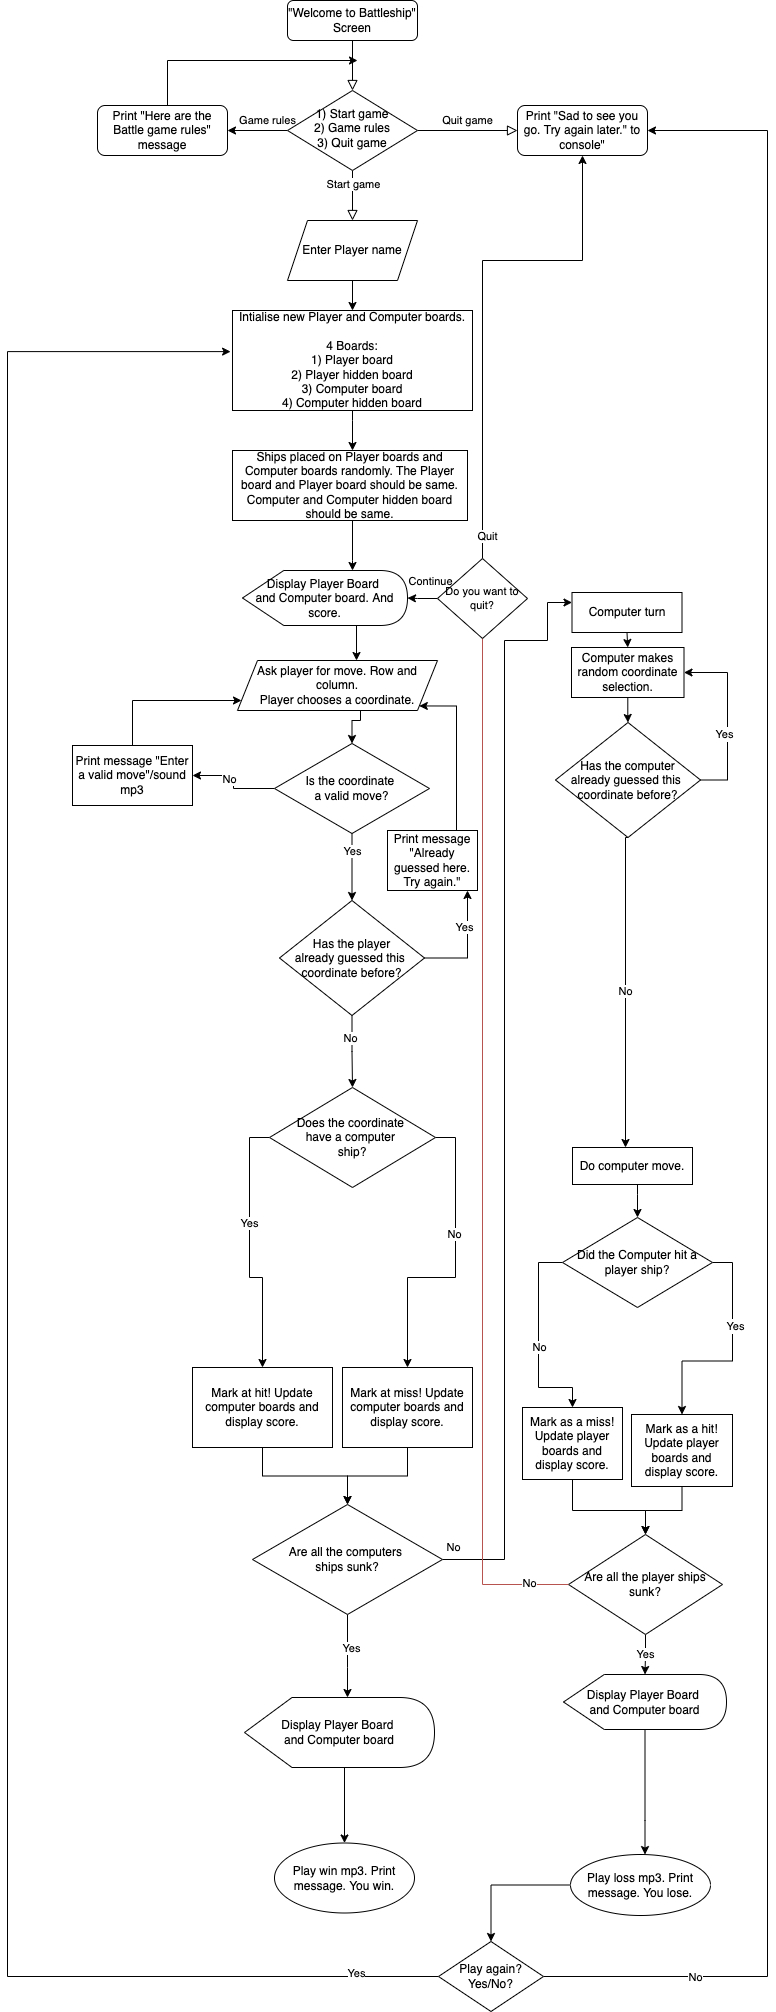 "Welcome to Battleship"
Screen
Print "Here are the
Battle game rules"
message
Game rules
1) Start game
2) Game rules
3) Quit game
Quit game
Print "Sad to see you
go. Try again later." to
console"
Start game
Enter Player name
Intialise new Player and Computer boards.
4 Boards:
1) Player board
2) Player hidden board
3) Computer board
4) Computer hidden board
Ships placed on Player boards and
Computer boards randomly. The Player
board and Player board should be same.
Computer and Computer hidden board
should be same.
Quit
Display Player Board
and Computer board. And
score.
Continue
Do you want to
quit?
Computer turn
Ask player for move. Row and
column.
Player chooses a coordinate.
Computer makes
random coordinate
selection.
Yes
Print message "Enter
a valid move"/sound
mp3
No
Is the coordinate
a valid move?
Has the computer
already guessed this
coordinate before?
Yes
Print message
"Already
guessed here.
Try again."
Yes
Has the player
already guessed this
coordinate before?
No
No
Does the coordinate
have a computer
ship?
Do computer move.
Yes
No
Did the Computer hit a
player ship?
No
Yes
Mark at hit! Update
computer boards and
display score.
Mark at miss! Update
computer boards and
display score.
Mark as a miss!
Update player
boards and
display score.
Mark as a hit!
Update player
boards and
display score.
Are all the computers
ships sunk?
No
No
Are all the player ships
sunk?
Yes
Yes
Display Player Board
and Computer board
Display Player Board
and Computer board
Play win mp3. Print
message. You win.
Play loss mp3. Print
message. You lose.
Yes
Play again?
Yes/No?
No